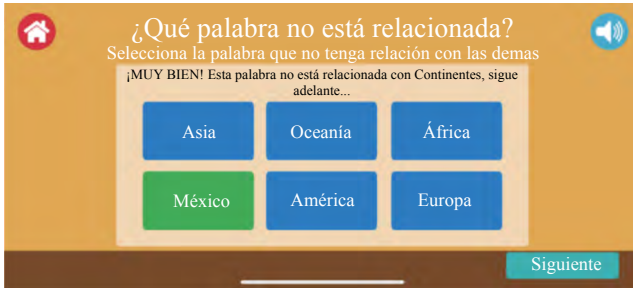 ¿Qué palabra no está relacionada?
Selecciona la palabra que no tenga relación con las demas
¡MUY BIEN! Esta palabra no está relacionada con Continentes, sigue
adelante...
Asia
Oceanía
África
México
América
Europa
Siguiente